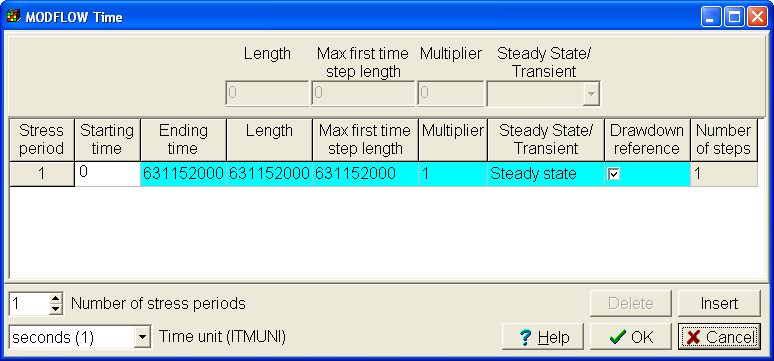 MODFLOW Time
Length Max first time step length Multiplier Steady State/ Transient
0 0 0
Stress period Starting time Ending time Length Max first time step length Multiplier Steady State/ Transient Drawdown reference Number of steps
1 0 631152000 631152000 631152000 1 Steady state 1
1 Number of stress periods Delete Insert
seconds (1) Time unit (ITMUNI) ? Help OK Cancel